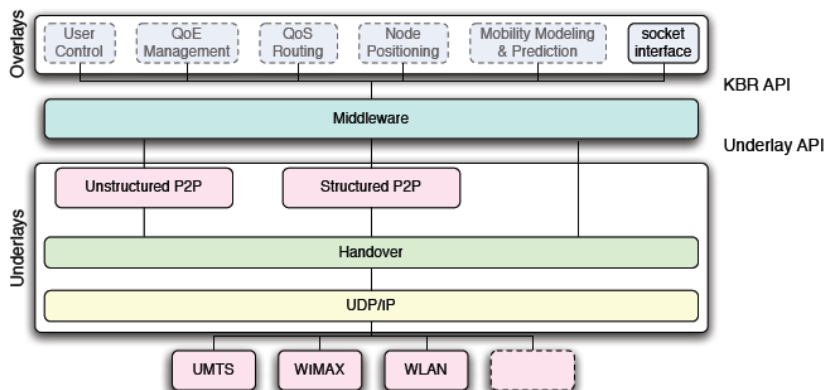 Overlays
User
Control
QoE
Management
QoS
Routing
Node
Positioning
Mobility Modeling
& Prediction
socket
interface
KBR API
Middleware
Underlay API
Underlays
Unstructured P2P
Structured P2P
Handover
UDP/IP
UMTS
WiMAX
WLAN